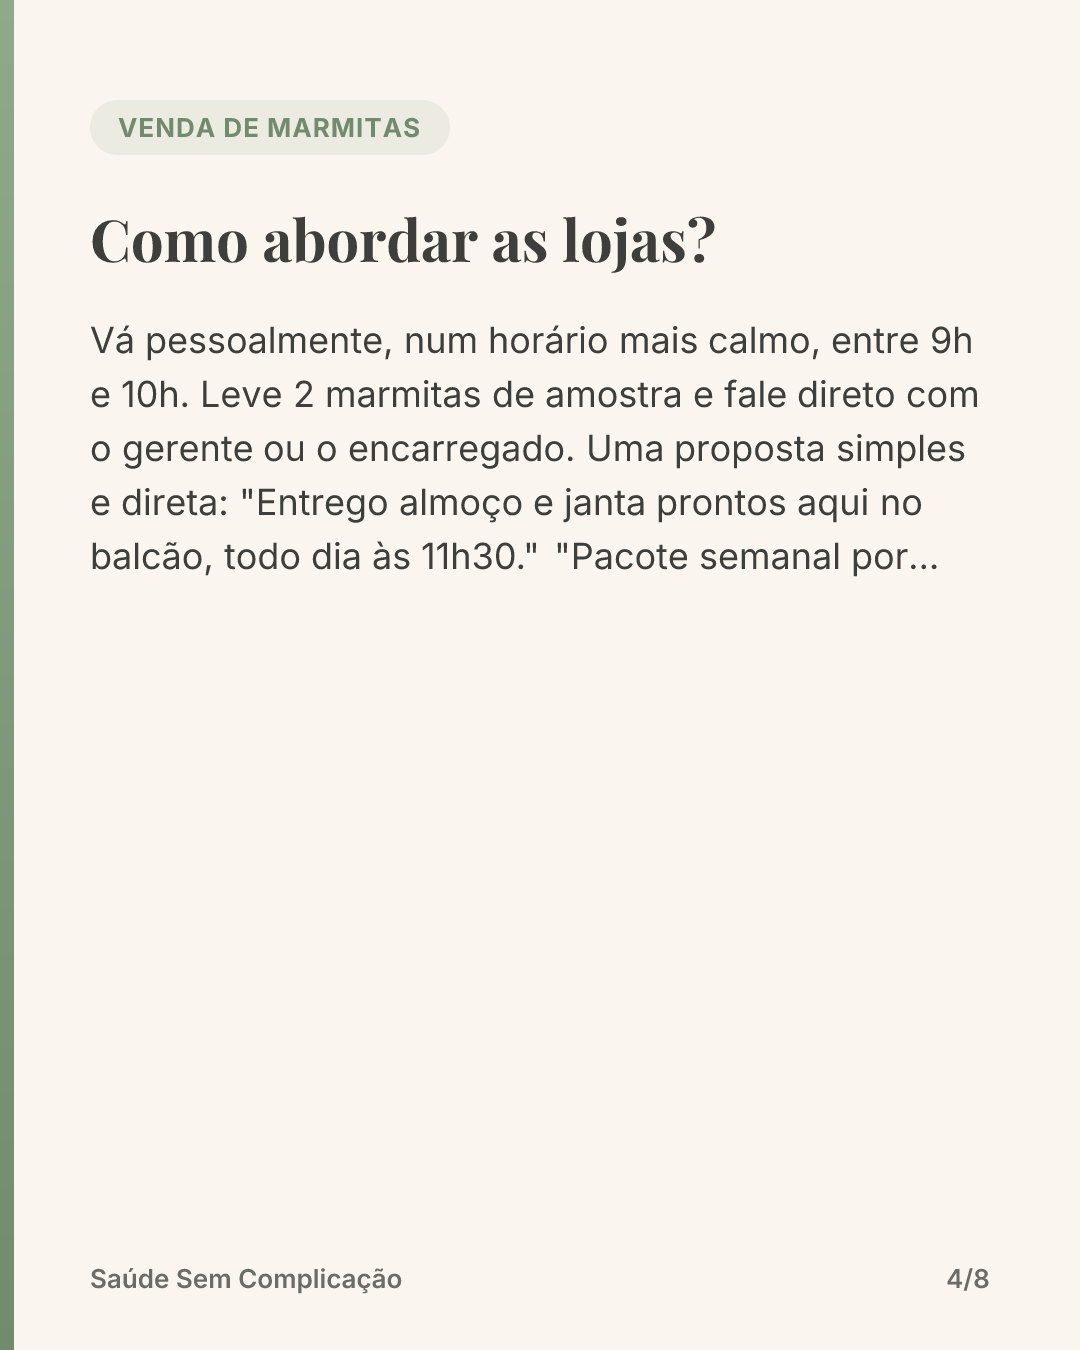 VENDA DE MARMITAS
Como abordar as lojas?
Vá pessoalmente, num horário mais calmo, entre 9h
e 10h. Leve 2 marmitas de amostra e fale direto com
o gerente ou o encarregado. Uma proposta simples
e direta: "Entrego almoço e janta prontos aqui no
balcão, todo dia às 11h30." "Pacote semanal por...
Saúde Sem Complicação
4/8